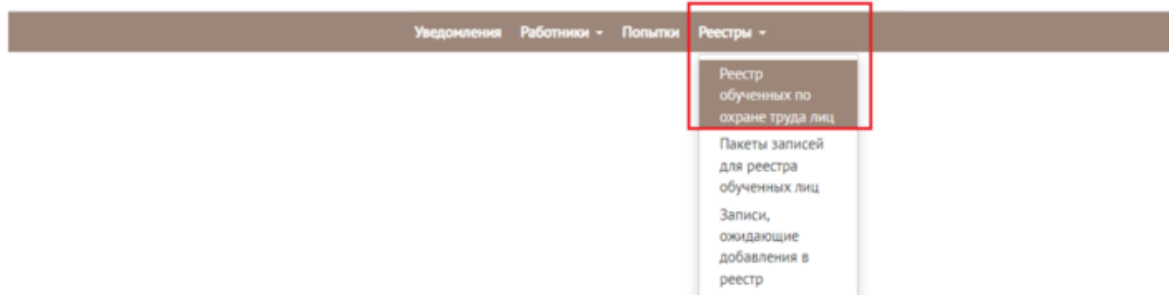 Уведомления Работники Попытки Реестры
Реестр
обученных по
охране труда лиц
Пакеты записей
для реестра
обученных лиц
Записи,
ожидающие
добавления в
реестр